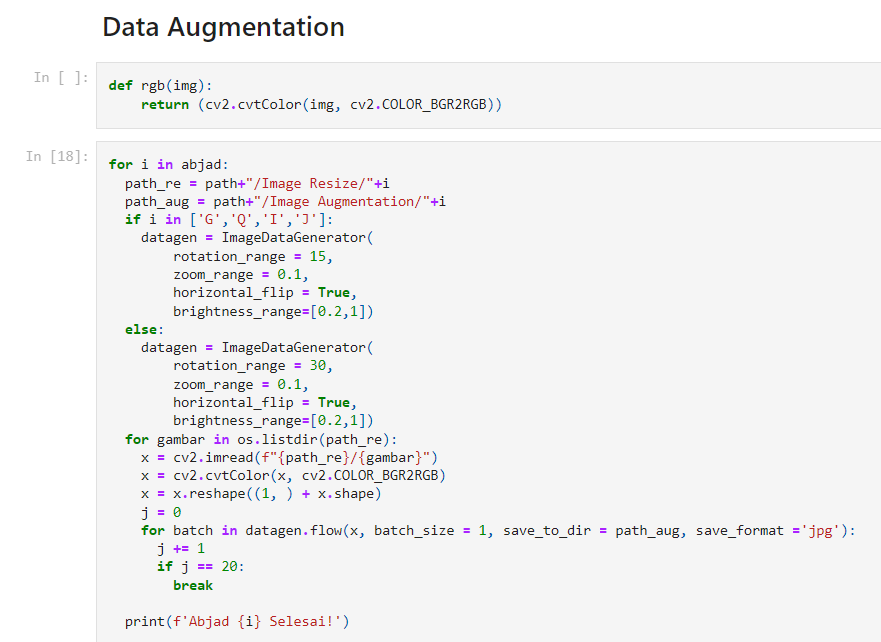 Data Augmentation
In [ ]:
def rgb(img):
    return (cv2.cvtColor(img, cv2.COLOR_BGR2RGB))
In [18]:
for i in abjad:
  path_re = path+"/Image Resize/"+i
  path_aug = path+"/Image Augmentation/"+i
  if i in ['G','Q','I','J']:
    datagen = ImageDataGenerator(
        rotation_range = 15,
        zoom_range = 0.1,
        horizontal_flip = True,
        brightness_range=[0.2,1])
  else:
    datagen = ImageDataGenerator(
        rotation_range = 30,
        zoom_range = 0.1,
        horizontal_flip = True,
        brightness_range=[0.2,1])
  for gambar in os.listdir(path_re):
    x = cv2.imread(f"{path_re}/{gambar}")
    x = cv2.cvtColor(x, cv2.COLOR_BGR2RGB)
    x = x.reshape((1, ) + x.shape)
    j = 0
    for batch in datagen.flow(x, batch_size = 1, save_to_dir = path_aug, save_format ='jpg'):
      j += 1
      if j == 20:
        break
  print(f'Abjad {i} Selesai!')